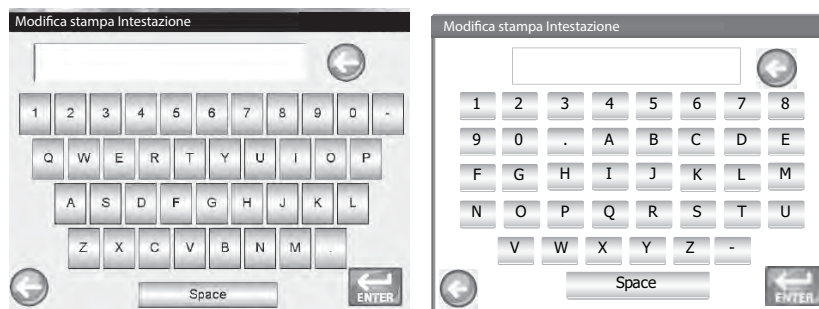 Modifica stampa Intestazione
1 2 3 4 5 6 7 8 9 0 -
Q W E R T Y U I O P
A S D F G H J K L
Z X C V B N M .
Space
ENTER
Modifica stampa Intestazione
1 2 3 4 5 6 7 8
9 0 . A B C D E
F G H I J K L M
N O P Q R S T U
V W X Y Z -
Space
ENTER